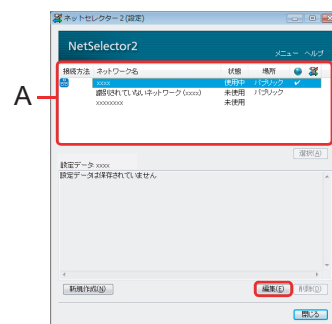 ネットセレクター2(設定)
NetSelector2
メニュー ヘルプ
接続方法 ネットワーク名 状態 場所
xxxx 使用中 パブリック
A
識別されていないネットワーク(xxxx) 未使用 パブリック
xxxxxxxx 未使用
選択(A)
設定データ:xxxx
設定データは保存されていません
新規作成(N) 編集(E) 削除(D)
閉じる